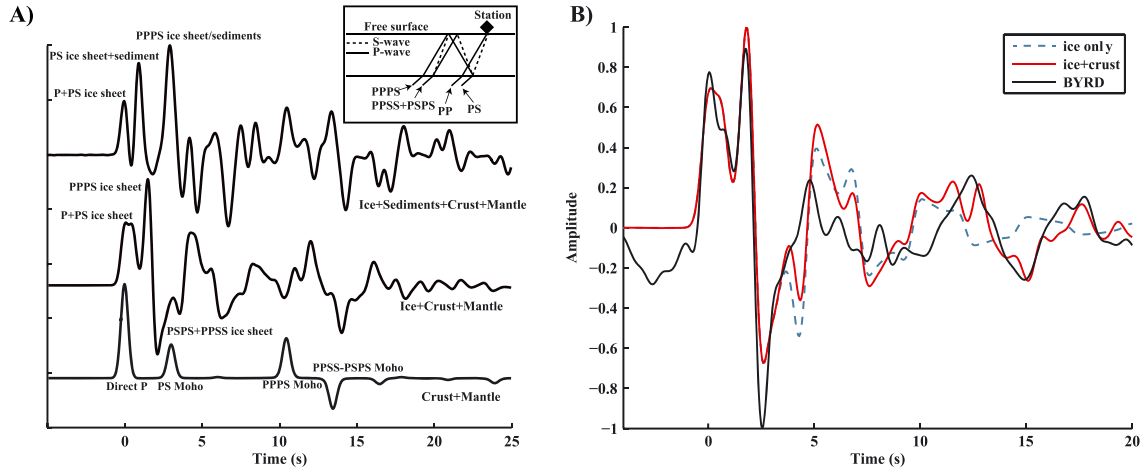 A)
PPPS ice sheet/sediments
PS ice sheet+sediment
P+PS ice sheet
Station
Free surface
S-wave
P-wave
PPPS
PPSS+PSPS
PP
PS
Ice+Sediments+Crust+Mantle
PPPS ice sheet
P+PS ice sheet
Ice+Crust+Mantle
PSPS+PPSS ice sheet
PPSS-PSPS Moho
Direct P
PS Moho
PPPS Moho
Crust+Mantle
0
5
10
15
20
25
Time (s)
B)
ice only
ice+crust
BYRD
1
0.8
0.6
0.4
0.2
0
−0.2
−0.4
−0.6
−0.8
−1
Amplitude
0
5
10
15
20
Time (s)